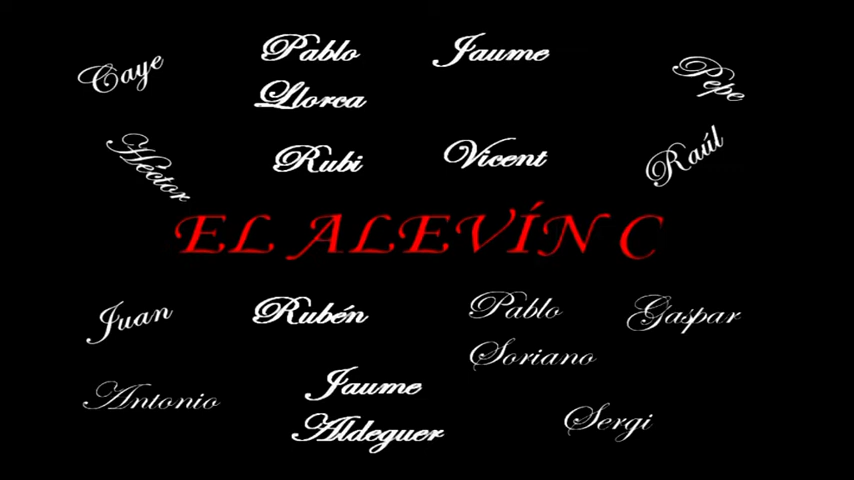 Caye
Pablo
Llorca
Jaume
Pepe
Héctor
Rubi
Vicent
Raúl
EL ALEVÍN C
Juan
Rubén
Pablo
Soriano
Gaspar
Antonio
Jaume
Aldeguer
Sergi